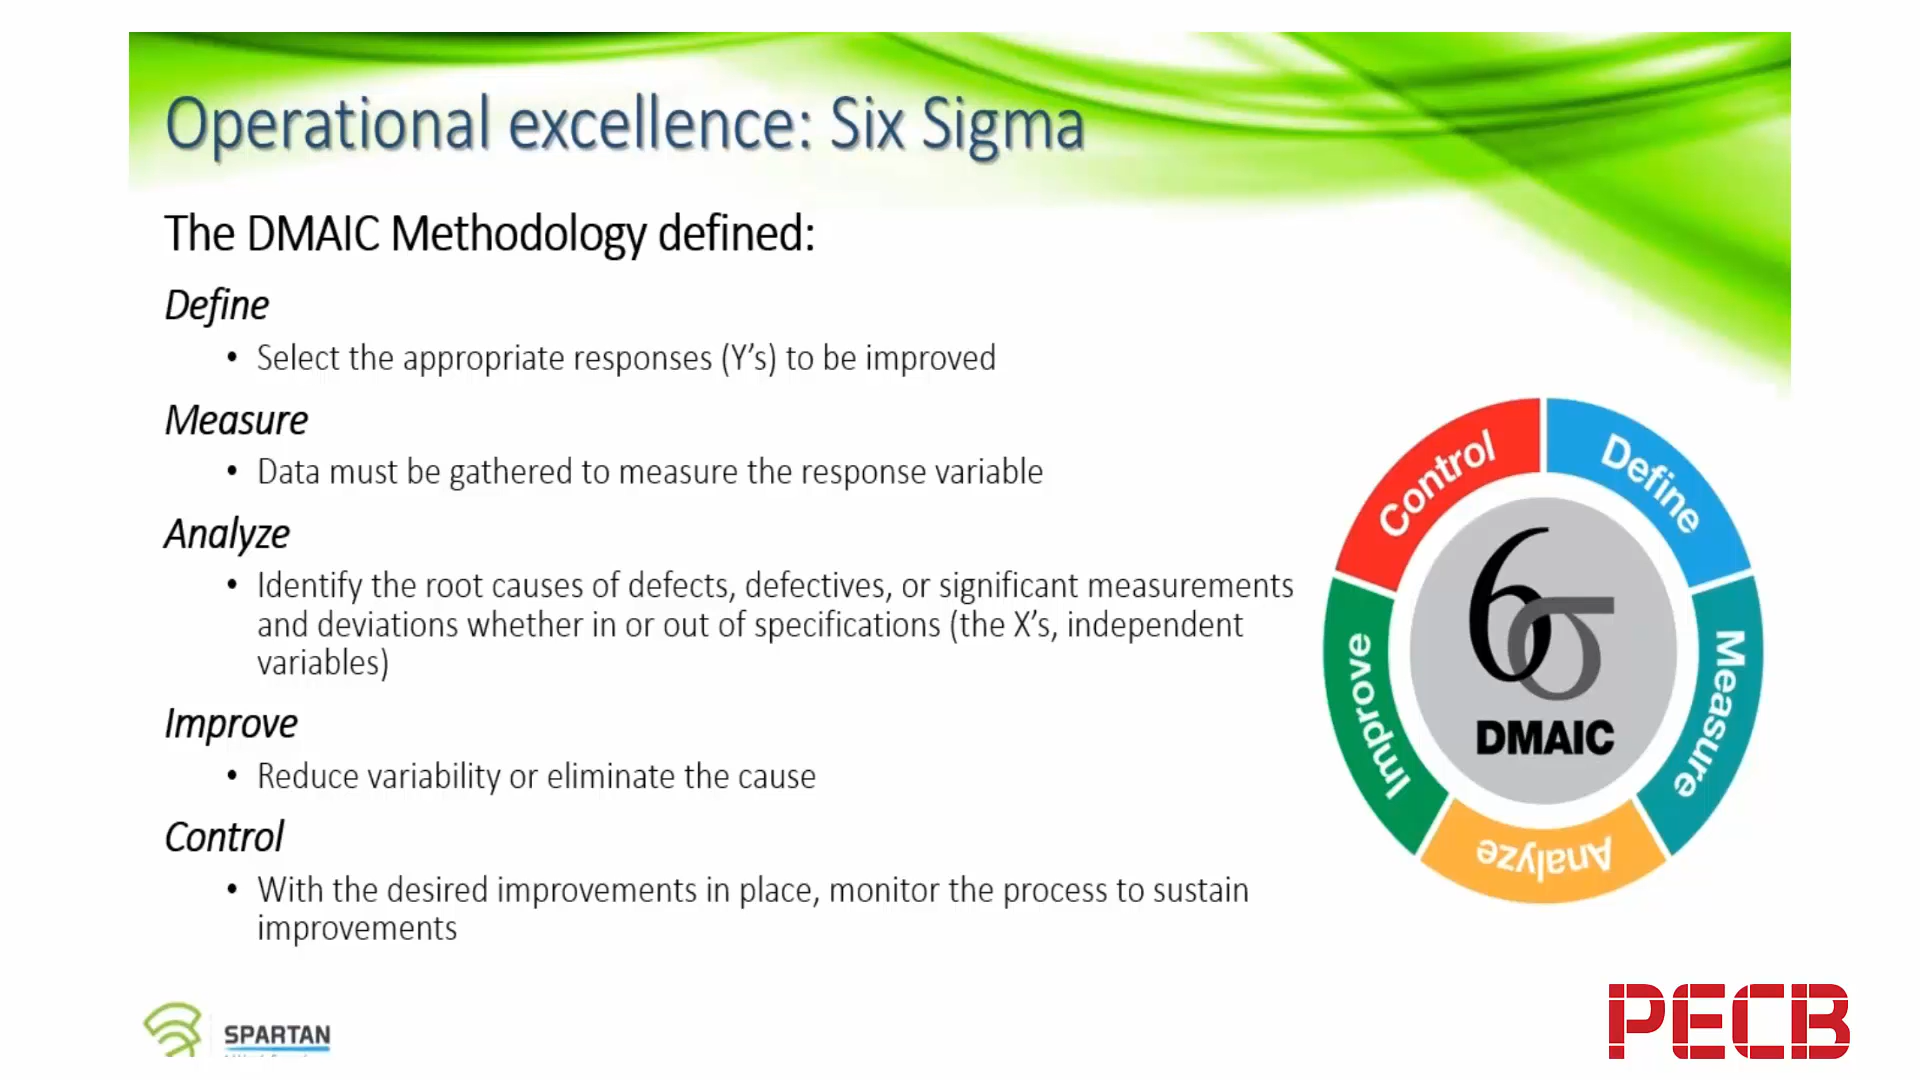 Operational excellence: Six Sigma
The DMAIC Methodology defined:
Define
• Select the appropriate responses (Y’s) to be improved
Measure
• Data must be gathered to measure the response variable
Analyze
• Identify the root causes of defects, defectives, or significant measurements
and deviations whether in or out of specifications (the X’s, independent
variables)
Improve
• Reduce variability or eliminate the cause
Control
• With the desired improvements in place, monitor the process to sustain
improvements
Control
Define
Measure
Analyze
Improve
6σ
DMAIC
SPARTAN
PECB